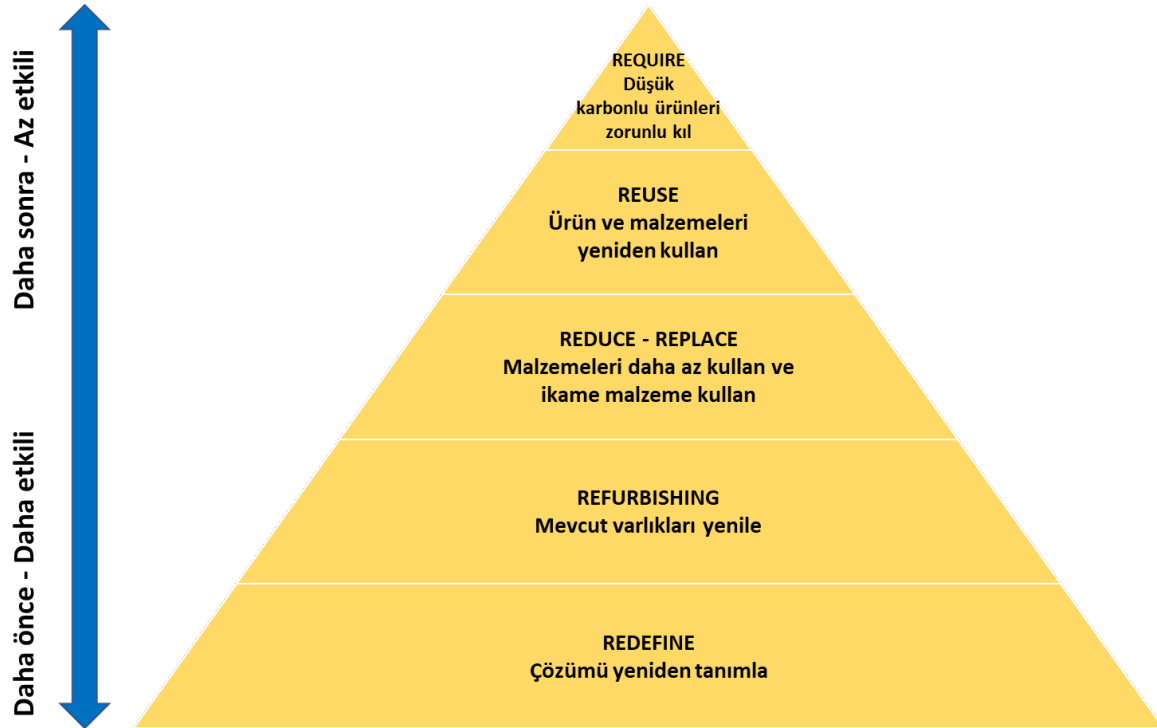 Daha sonra - Az etkili
Daha önce - Daha etkili
REQUIRE
Düşük
karbonlu ürünleri
zorunlu kıl
REUSE
Ürün ve malzemeleri
yeniden kullan
REDUCE - REPLACE
Malzemeleri daha az kullan ve
ikame malzeme kullan
REFURBISHING
Mevcut varlıkları yenile
REDEFINE
Çözümü yeniden tanımla